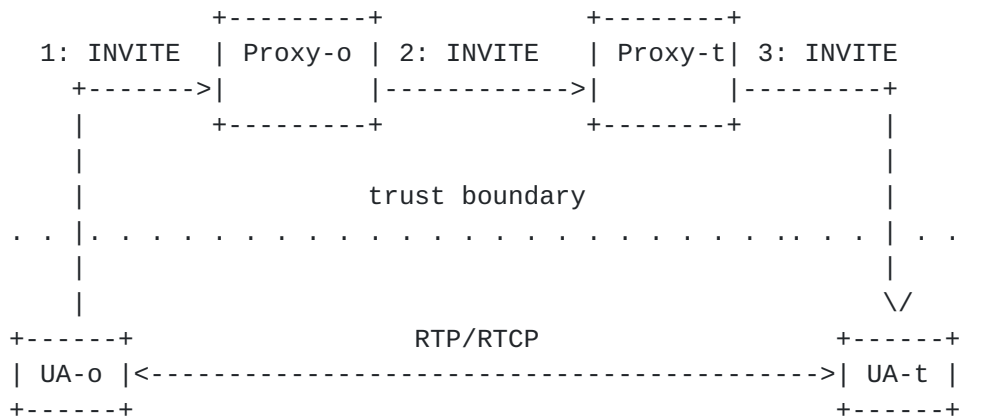 1: INVITE Proxy-o 2: INVITE Proxy-t 3: INVITE
trust boundary
RTP/RTCP
UA-o UA-t